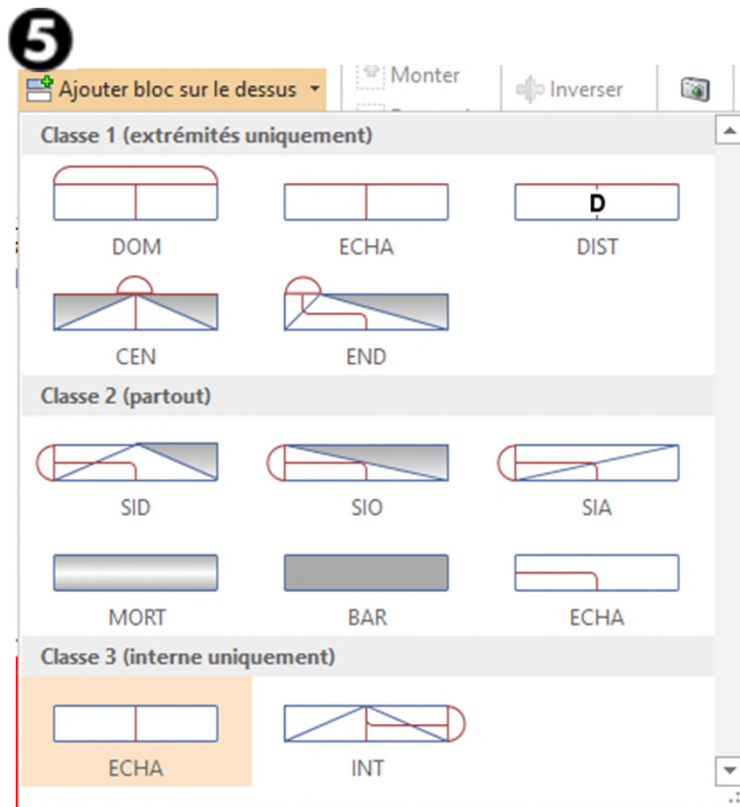 5
Ajouter bloc sur le dessus
Monter
Inverser
Classe 1 (extrémités uniquement)
DOM ECHA DIST
D
CEN END
Classe 2 (partout)
SID SIO SIA
MORT BAR ECHA
Classe 3 (interne uniquement)
ECHA INT